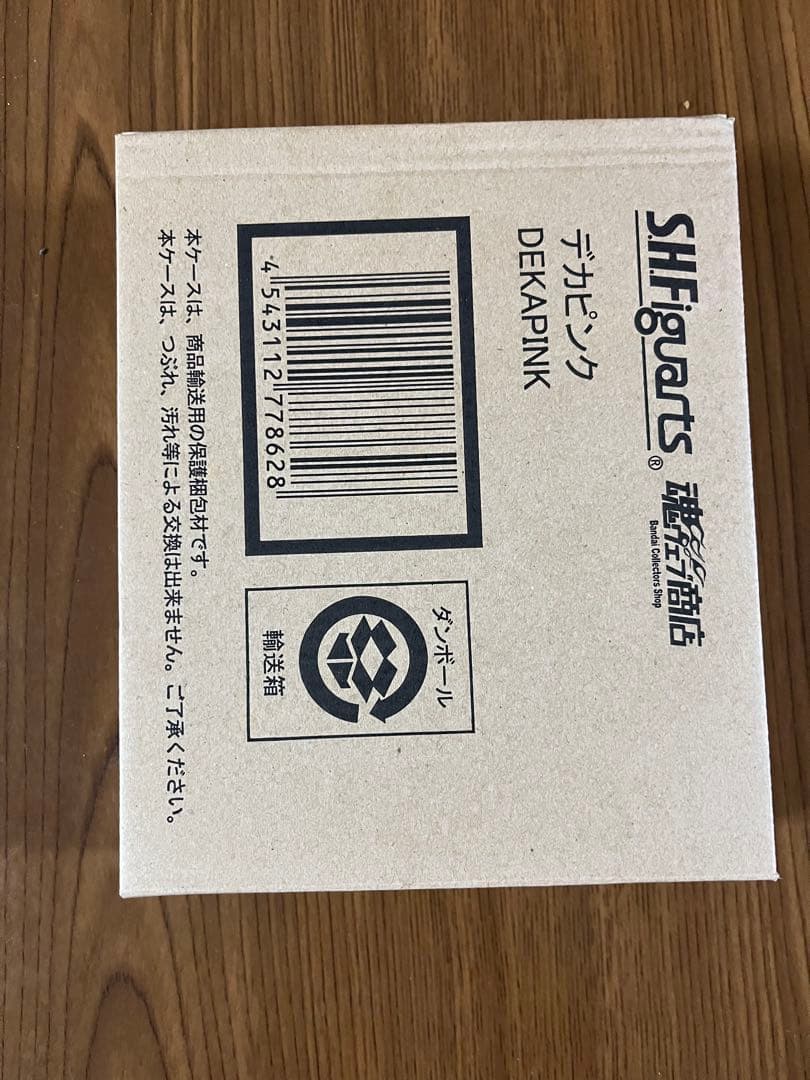 S.H.Figuarts® 魂ウェブ商店
Bandai Collectors Shop
デカピンク
DEKAPINK
4 543112 778628
ダンボール
輸送箱
本ケースは、商品輸送用の保護梱包材です。
本ケースは、つぶれ、汚れ等による交換は出来ません。ご了承ください。